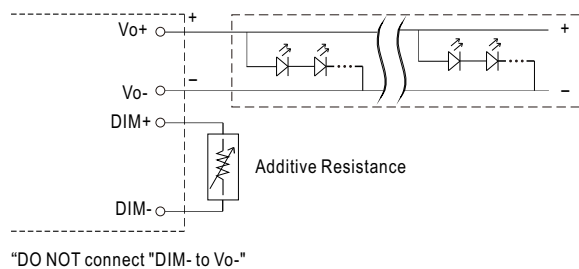 Vo+
+
+
Vo-
−
−
DIM+
Additive Resistance
DIM-
“DO NOT connect "DIM- to Vo-"